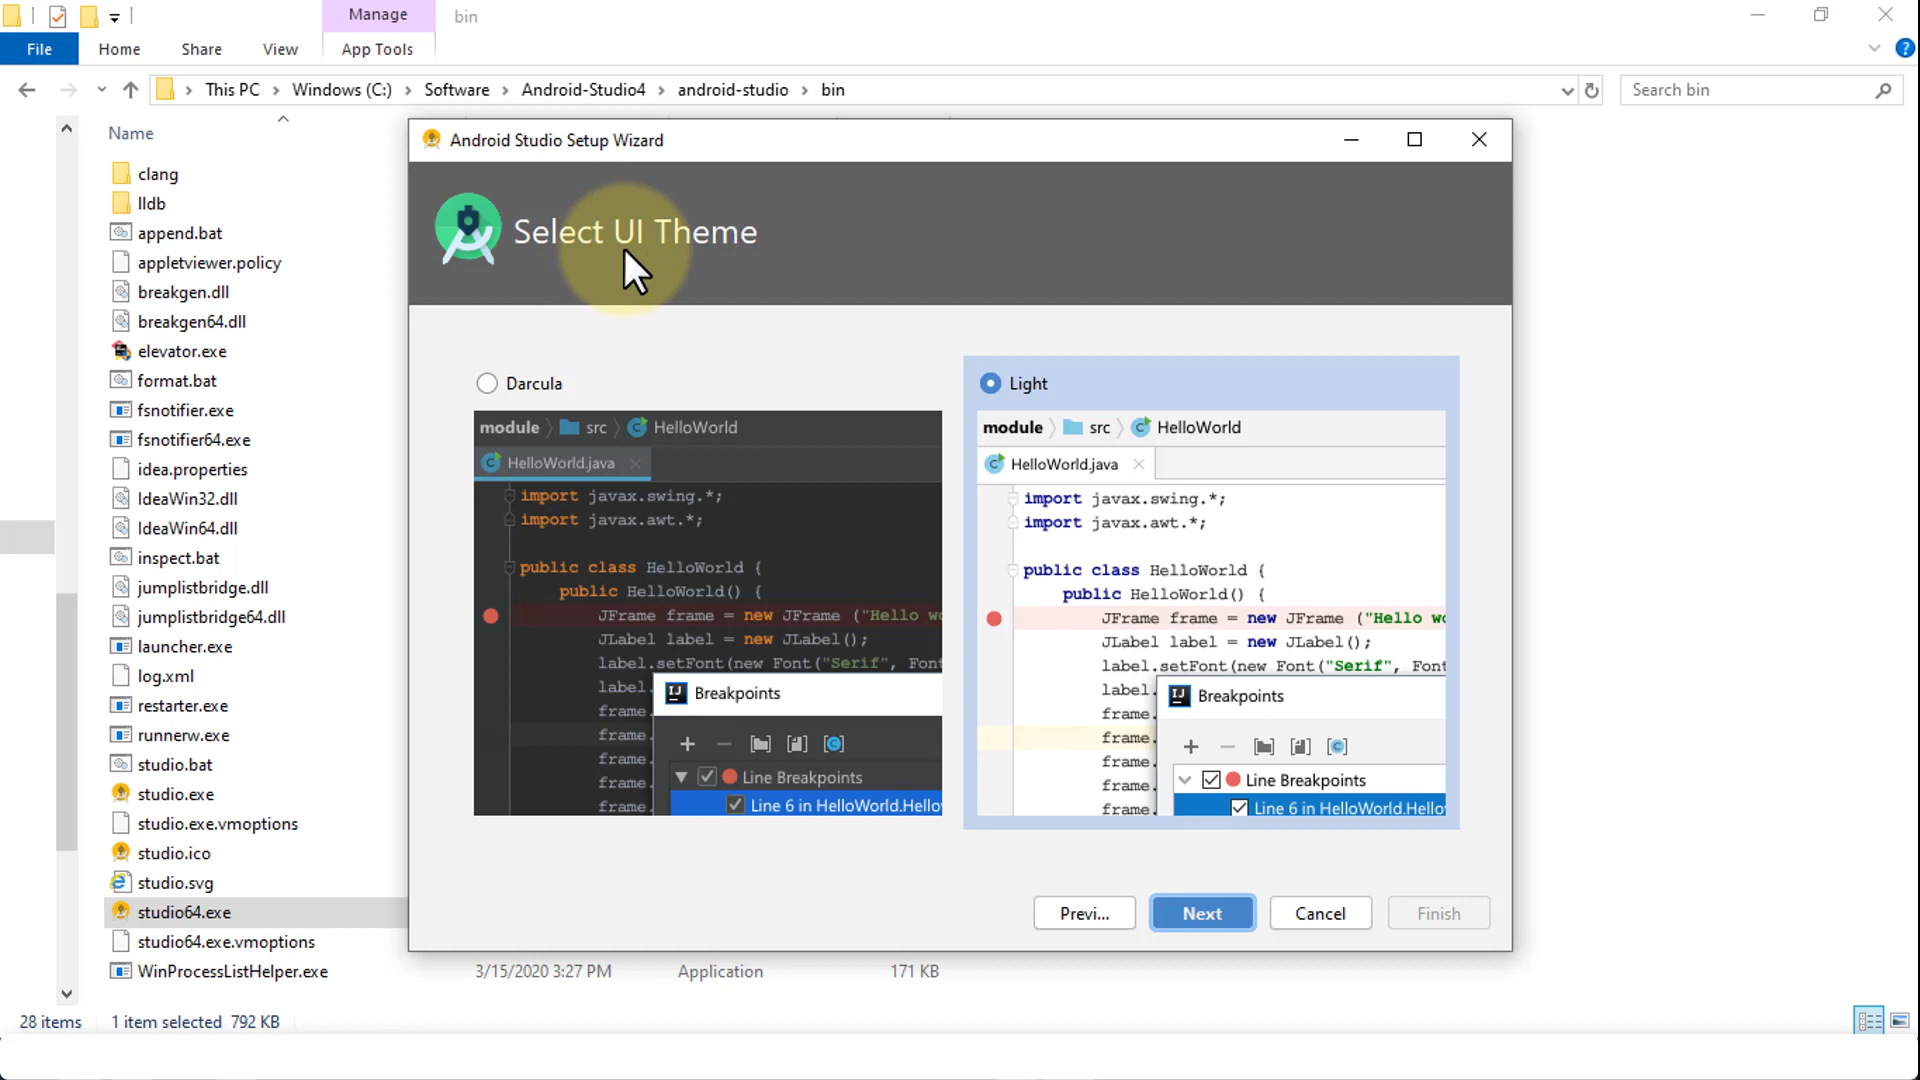 Manage
bin
File
Home
Share
View
App Tools
This PC
Windows (C:)
Software
Android-Studio4
android-studio
bin
Search bin
Name
clang
lldb
append.bat
appletviewer.policy
breakgen.dll
breakgen64.dll
elevator.exe
format.bat
fsnotifier.exe
fsnotifier64.exe
idea.properties
IdeaWin32.dll
IdeaWin64.dll
inspect.bat
jumplistbridge.dll
jumplistbridge64.dll
launcher.exe
log.xml
restarter.exe
runnerw.exe
studio.bat
studio.exe
studio.exe.vmoptions
studio.ico
studio.svg
studio64.exe
studio64.exe.vmoptions
WinProcessListHelper.exe
3/15/2020 3:27 PM
Application
171 KB
28 items
1 item selected 792 KB
Android Studio Setup Wizard
Select UI Theme
Darcula
module
src
HelloWorld
HelloWorld.java
import javax.swing.*;
import javax.awt.*;
public class HelloWorld {
public HelloWorld() {
JFrame frame = new JFrame ("Hello wo
JLabel label = new JLabel();
label.setFont(new Font("Serif", Font
label.
frame.
frame.
frame.
frame.
frame.
Breakpoints
Line Breakpoints
Line 6 in HelloWorld.Hello
Light
module
src
HelloWorld
HelloWorld.java
import javax.swing.*;
import javax.awt.*;
public class HelloWorld {
public HelloWorld() {
JFrame frame = new JFrame ("Hello wo
JLabel label = new JLabel();
label.setFont(new Font("Serif", Font
label.
frame.
frame.
frame.
frame.
frame.
Breakpoints
Line Breakpoints
Line 6 in HelloWorld.Hello
Previ...
Next
Cancel
Finish